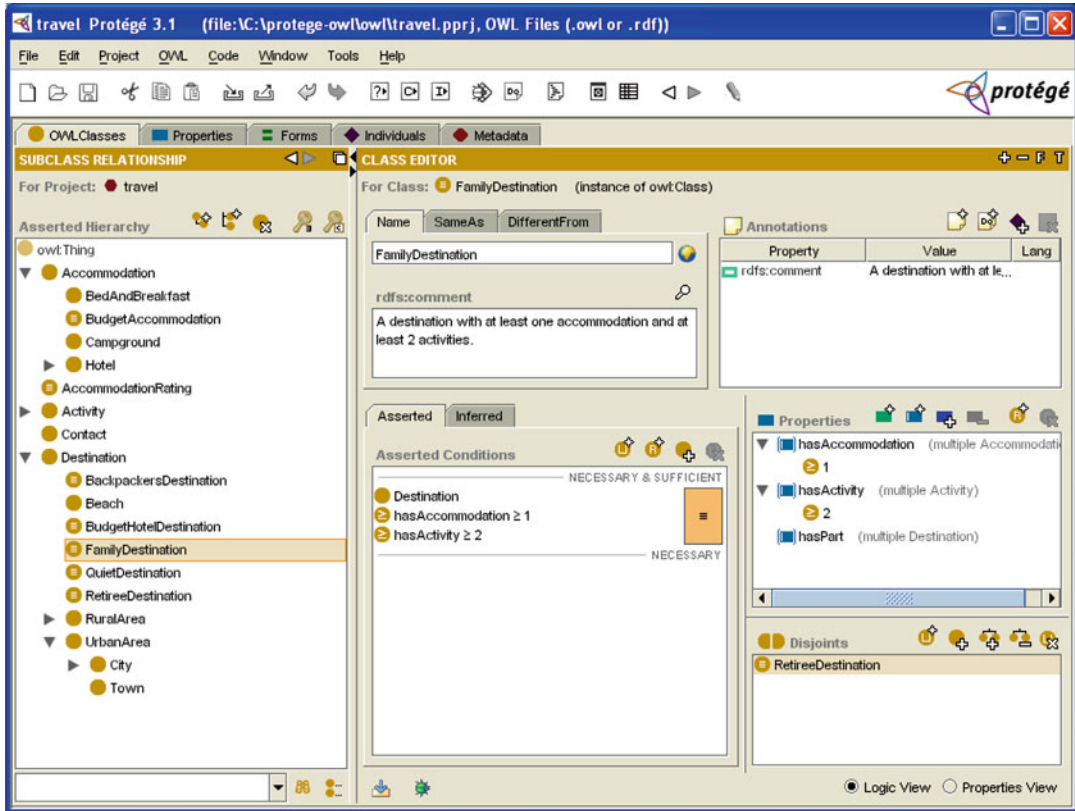 travel Protégé 3.1 (file:\C:\protege-owl\owl\travel.pprj, OWL Files (.owl or .rdf))
File Edit Project OWL Code Window Tools Help
protégé
OWLClasses Properties Forms Individuals Metadata
SUBCLASS RELATIONSHIP
For Project: travel
Asserted Hierarchy
owl:Thing
Accommodation
BedAndBreakfast
BudgetAccommodation
Campground
Hotel
AccommodationRating
Activity
Contact
Destination
BackpackersDestination
Beach
BudgetHotelDestination
FamilyDestination
QuietDestination
RetireeDestination
RuralArea
UrbanArea
City
Town
CLASS EDITOR
For Class: FamilyDestination (instance of owl:Class)
Name SameAs DifferentFrom
FamilyDestination
rdfs:comment
A destination with at least one accommodation and at
least 2 activities.
Annotations
Property Value Lang
rdfs:comment A destination with at le...
Asserted Inferred
Asserted Conditions
NECESSARY & SUFFICIENT
Destination
hasAccommodation ≥ 1
hasActivity ≥ 2
≡
NECESSARY
Properties
hasAccommodation (multiple Accommodati
≥ 1
hasActivity (multiple Activity)
≥ 2
hasPart (multiple Destination)
Disjoints
RetireeDestination
Logic View Properties View